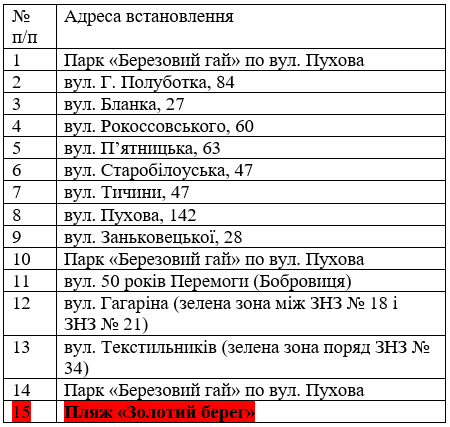 № Адреса встановлення
п/п
1 Парк «Березовий гай» по вул. Пухова
2 вул. Г. Полуботка, 84
3 вул. Бланка, 27
4 вул. Рокоссовського, 60
5 вул. П’ятницька, 63
6 вул. Старобілоуська, 47
7 вул. Тичини, 47
8 вул. Пухова, 142
9 вул. Заньковецької, 28
10 Парк «Березовий гай» по вул. Пухова
11 вул. 50 років Перемоги (Бобровиця)
12 вул. Гагаріна (зелена зона між ЗНЗ № 18 і
ЗНЗ № 21)
13 вул. Текстильників (зелена зона поряд ЗНЗ №
34)
14 Парк «Березовий гай» по вул. Пухова
15 Пляж «Золотий берег»